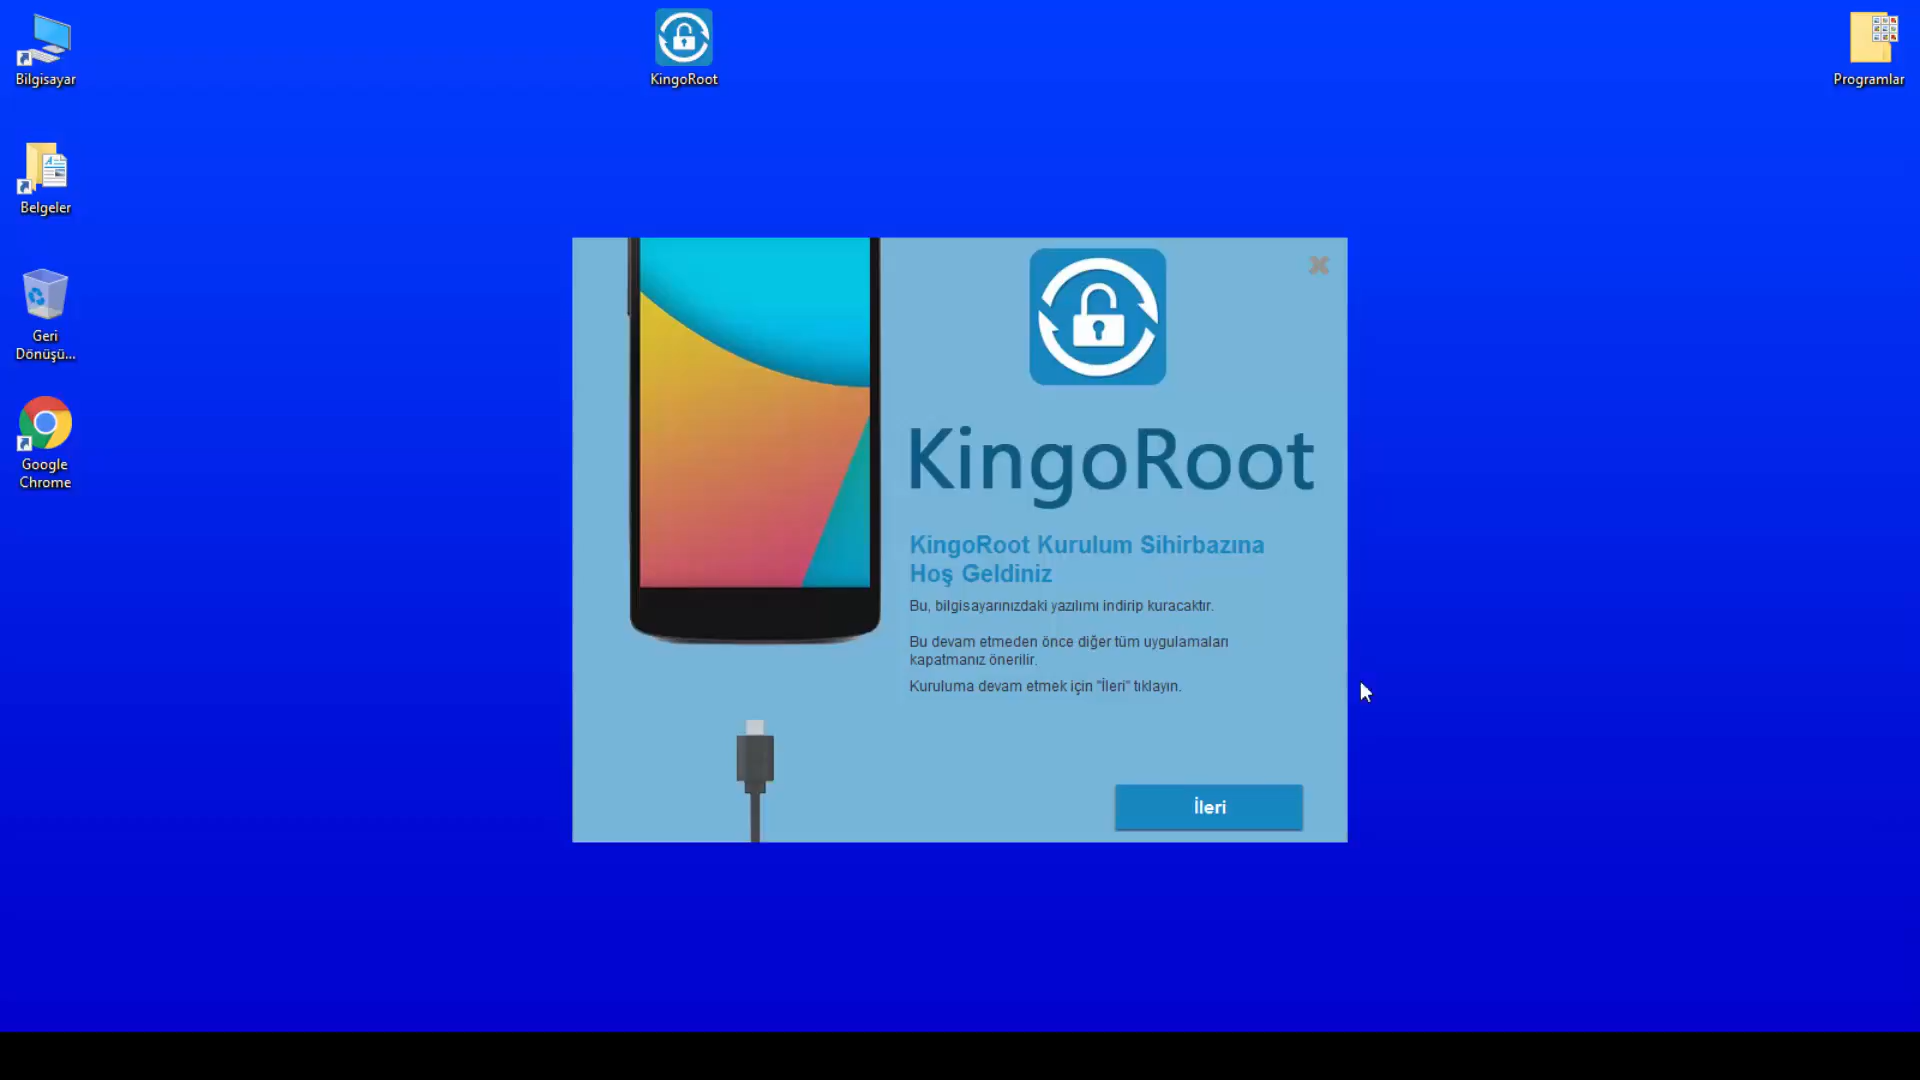 Bilgisayar
KingoRoot
Programlar
Belgeler
Geri
Dönüşü...
Google
Chrome
KingoRoot
KingoRoot Kurulum Sihirbazına
Hoş Geldiniz
Bu, bilgisayarınızdaki yazılımı indirip kuracaktır.
Bu devam etmeden önce diğer tüm uygulamaları
kapatmanız önerilir.
Kuruluma devam etmek için "İleri" tıklayın.
İleri